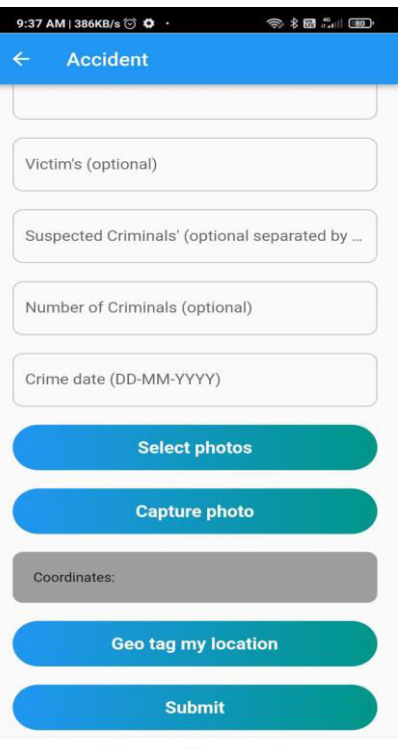 9:37 AM | 386KB/s
80
Accident
Victim's (optional)
Suspected Criminals' (optional separated by ...
Number of Criminals (optional)
Crime date (DD-MM-YYYY)
Select photos
Capture photo
Coordinates:
Geo tag my location
Submit